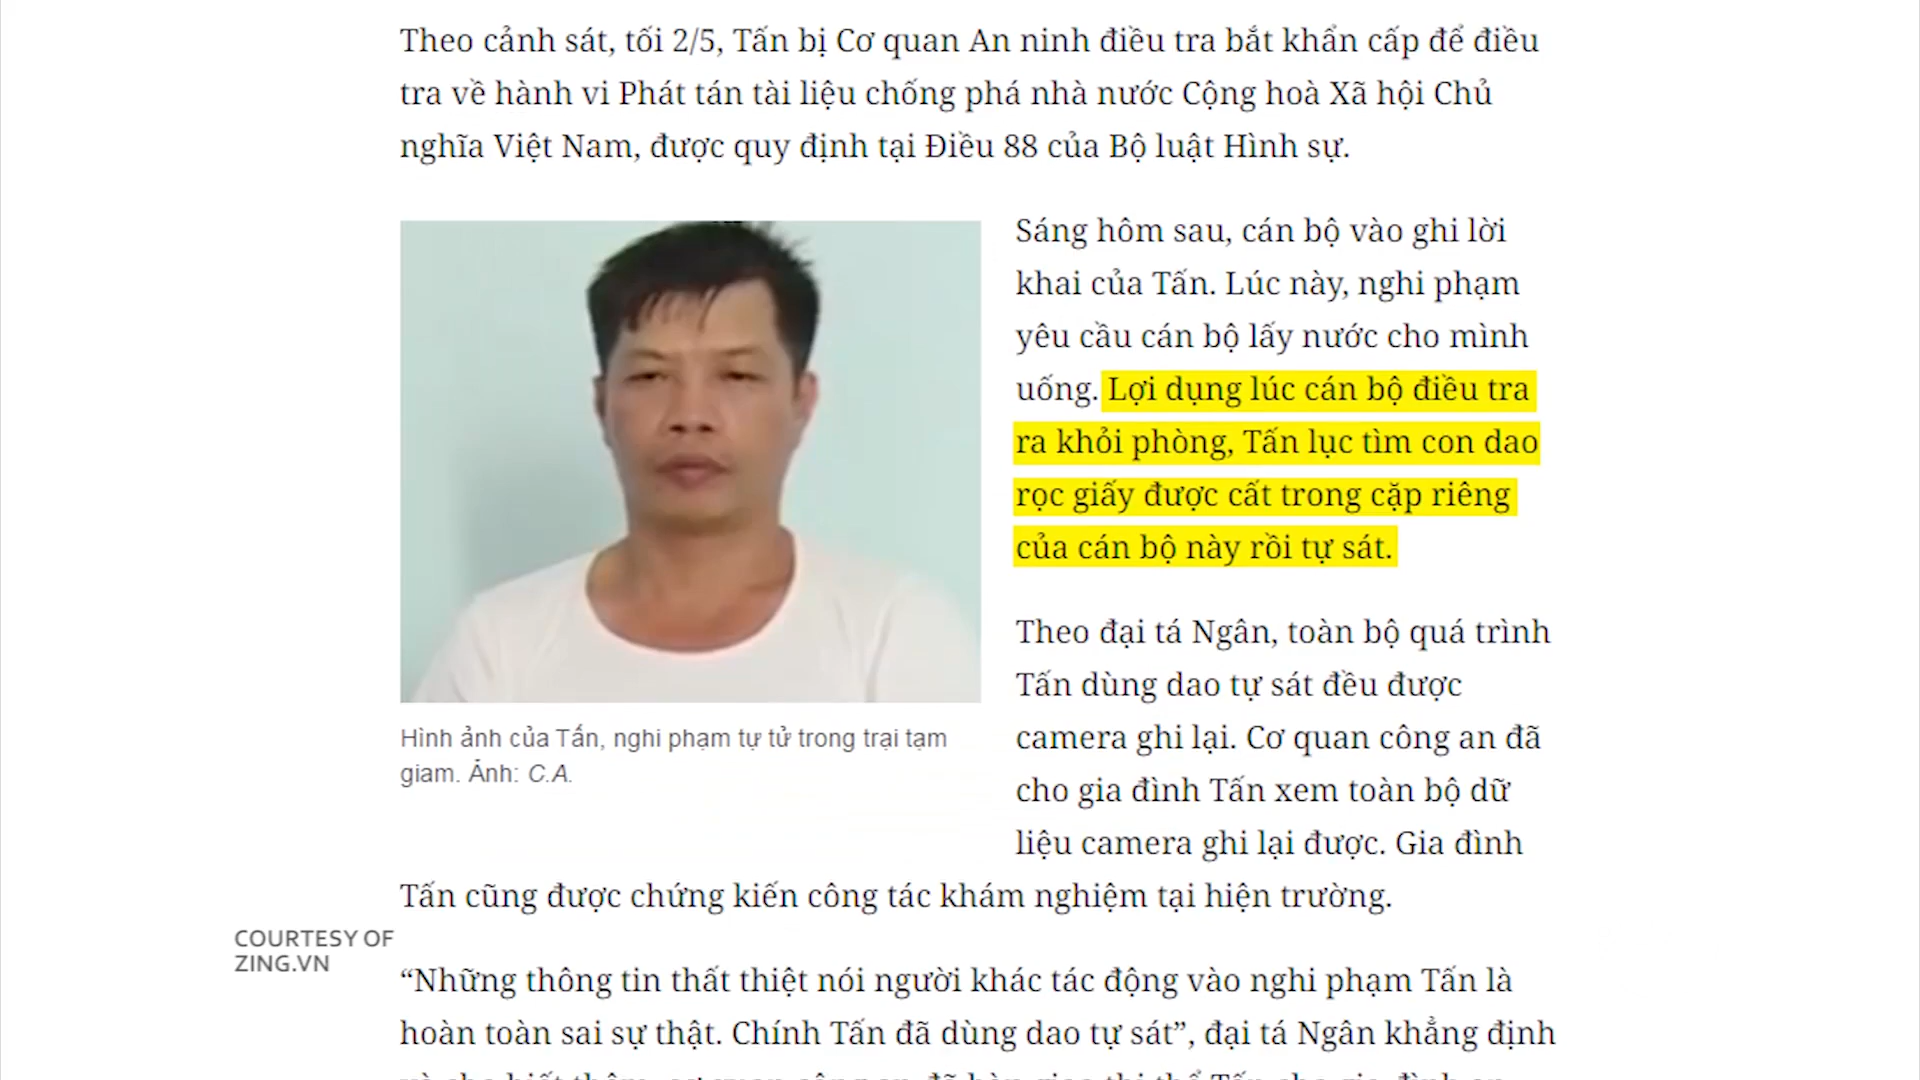 Theo cảnh sát, tối 2/5, Tấn bị Cơ quan An ninh điều tra bắt khẩn cấp để điều
tra về hành vi Phát tán tài liệu chống phá nhà nước Cộng hoà Xã hội Chủ
nghĩa Việt Nam, được quy định tại Điều 88 của Bộ luật Hình sự.
Sáng hôm sau, cán bộ vào ghi lời
khai của Tấn. Lúc này, nghi phạm
yêu cầu cán bộ lấy nước cho mình
uống. Lợi dụng lúc cán bộ điều tra
ra khỏi phòng, Tấn lục tìm con dao
rọc giấy được cất trong cặp riêng
của cán bộ này rồi tự sát.
Hình ảnh của Tấn, nghi phạm tự tử trong trại tạm
giam. Ảnh: C.A.
Theo đại tá Ngân, toàn bộ quá trình
Tấn dùng dao tự sát đều được
camera ghi lại. Cơ quan công an đã
cho gia đình Tấn xem toàn bộ dữ
liệu camera ghi lại được. Gia đình
Tấn cũng được chứng kiến công tác khám nghiệm tại hiện trường.
COURTESY OF
ZING.VN
“Những thông tin thất thiệt nói người khác tác động vào nghi phạm Tấn là
hoàn toàn sai sự thật. Chính Tấn đã dùng dao tự sát”, đại tá Ngân khẳng định